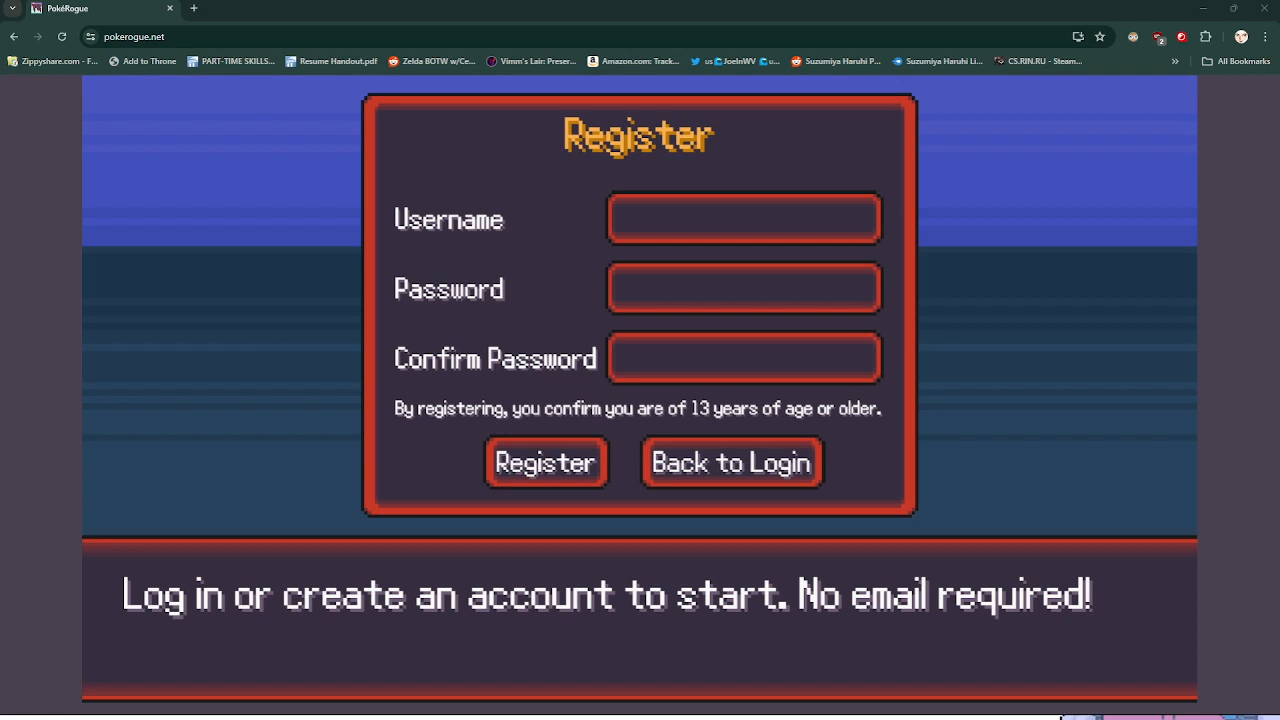 PokéRogue
pokerogue.net
Zippyshare.com - F...
Add to Throne
PART-TIME SKILLS...
Resume Handout.pdf
Zelda BOTW w/Ce...
Vimm's Lair: Preser...
Amazon.com: Track...
Suzumiya Haruhi P...
Suzumiya Haruhi Li...
CS.RIN.RU - Steam...
»
All Bookmarks
2
Register
Username
Password
Confirm Password
By registering, you confirm you are of 13 years of age or older.
Register
Back to Login
Log in or create an account to start. No email required!